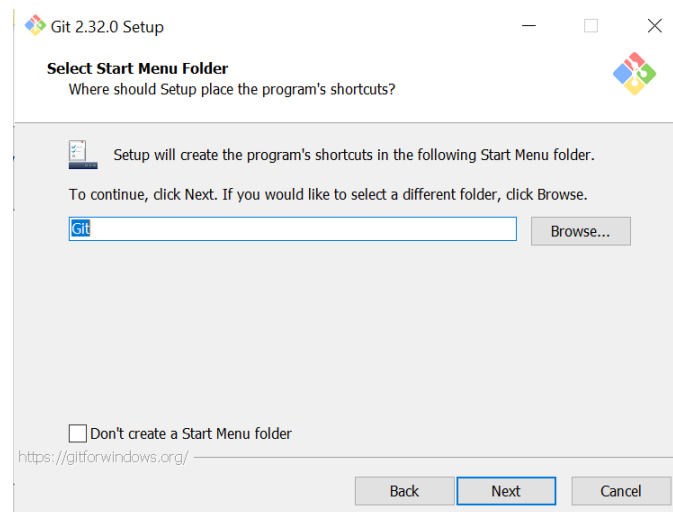 Git 2.32.0 Setup
Select Start Menu Folder
Where should Setup place the program's shortcuts?
Setup will create the program's shortcuts in the following Start Menu folder.
To continue, click Next. If you would like to select a different folder, click Browse.
Git
Browse...
Don't create a Start Menu folder
https://gitforwindows.org/
Back
Next
Cancel